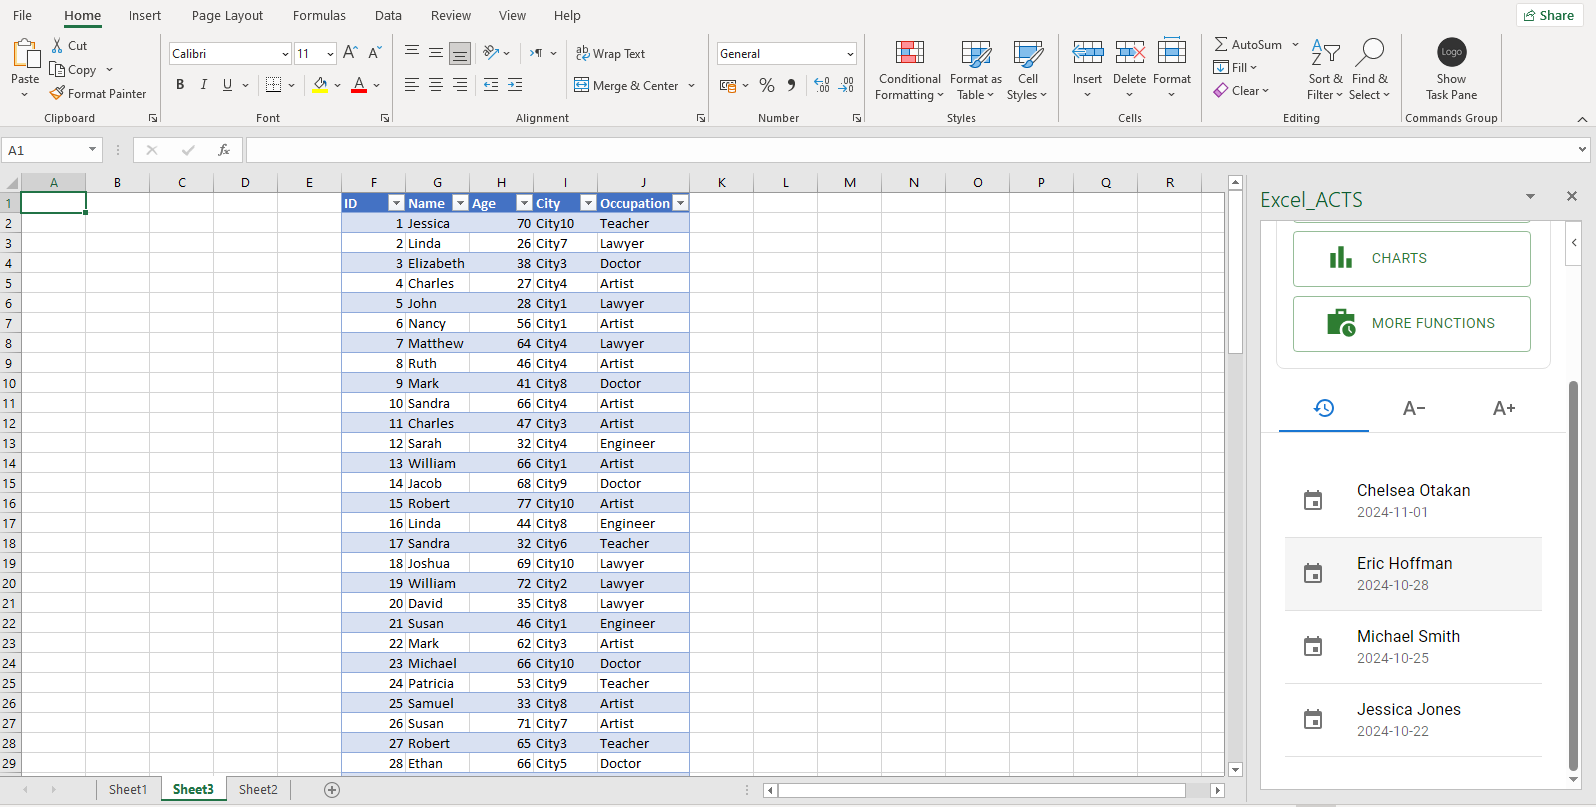 File Home Insert Page Layout Formulas Data Review View Help Share
Paste Cut Copy Format Painter Clipboard
Calibri 11 A A B I U A Font
ab Wrap Text Merge & Center Alignment
General % .00 .00 Number
Conditional Formatting Format as Table Cell Styles Styles
Insert Delete Format Cells
AutoSum Fill Clear Sort & Filter Find & Select Editing
Logo Show Task Pane Commands Group
A1 fx
A B C D E F G H I J K L M N O P Q R
1 ID Name Age City Occupation
2 1 Jessica 70 City10 Teacher
3 2 Linda 26 City7 Lawyer
4 3 Elizabeth 38 City3 Doctor
5 4 Charles 27 City4 Artist
6 5 John 28 City1 Lawyer
7 6 Nancy 56 City1 Artist
8 7 Matthew 64 City4 Lawyer
9 8 Ruth 46 City4 Artist
10 9 Mark 41 City8 Doctor
11 10 Sandra 66 City4 Artist
12 11 Charles 47 City3 Artist
13 12 Sarah 32 City4 Engineer
14 13 William 66 City1 Artist
15 14 Jacob 68 City9 Doctor
16 15 Robert 77 City10 Artist
17 16 Linda 44 City8 Engineer
18 17 Sandra 32 City6 Teacher
19 18 Joshua 69 City10 Lawyer
20 19 William 72 City2 Lawyer
21 20 David 35 City8 Lawyer
22 21 Susan 46 City1 Engineer
23 22 Mark 62 City3 Artist
24 23 Michael 66 City10 Doctor
25 24 Patricia 53 City9 Teacher
26 25 Samuel 33 City8 Artist
27 26 Susan 71 City7 Artist
28 27 Robert 65 City3 Teacher
29 28 Ethan 66 City5 Doctor
Sheet1 Sheet3 Sheet2
Excel_ACTS
CHARTS
MORE FUNCTIONS
A− A+
Chelsea Otakan
2024-11-01
Eric Hoffman
2024-10-28
Michael Smith
2024-10-25
Jessica Jones
2024-10-22